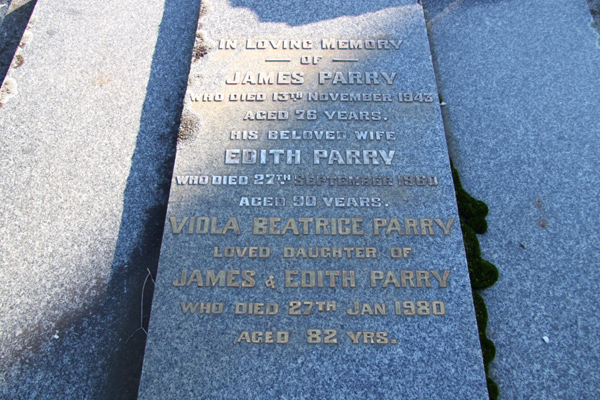 IN LOVING MEMORY
— OF —
JAMES PARRY
WHO DIED 13TH NOVEMBER 1943
AGED 76 YEARS.
HIS BELOVED WIFE
EDITH PARRY
WHO DIED 27TH SEPTEMBER 1960
AGED 90 YEARS.
VIOLA BEATRICE PARRY
LOVED DAUGHTER OF
JAMES & EDITH PARRY
WHO DIED 27TH JAN 1980
AGED 82 YRS.